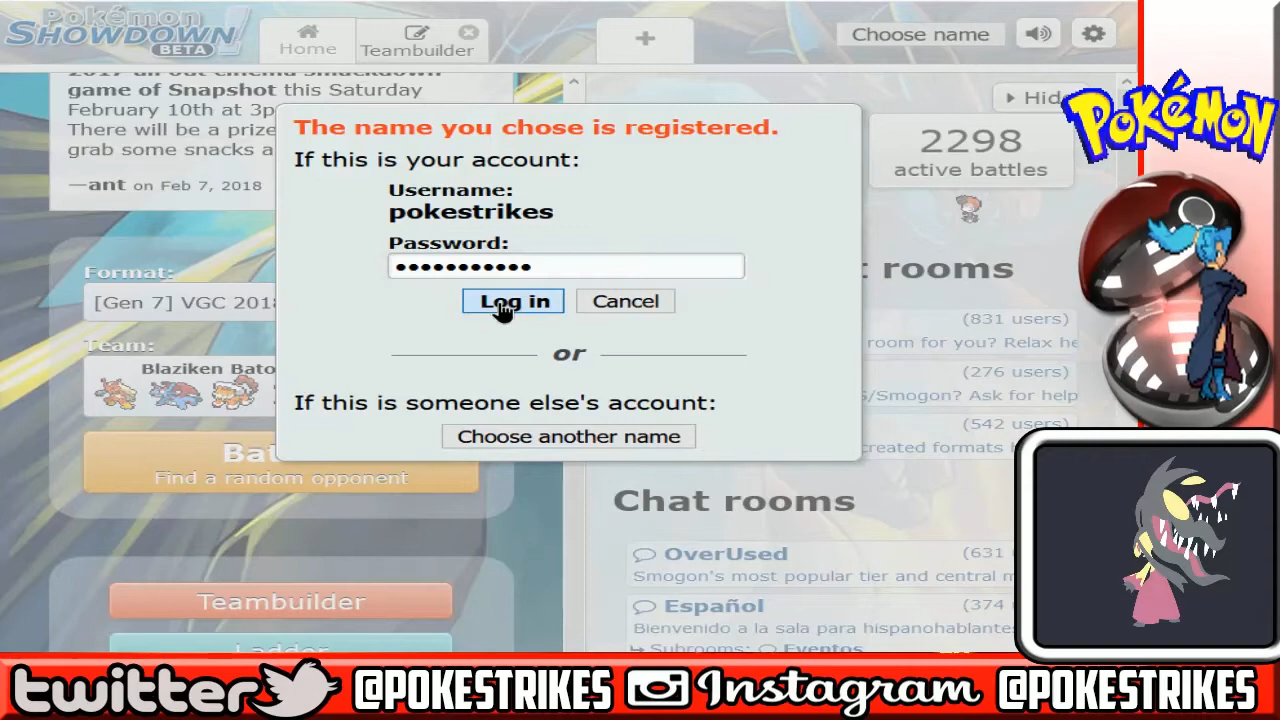 Pokémon
SHOWDOWN!
BETA
Home
Teambuilder
+
Choose name
game of Snapshot this Saturday
February 10th at 3p
There will be a prize
grab some snacks a
—ant on Feb 7, 2018
Hid
POKéMON
2298
active battles
The name you chose is registered.
If this is your account:
Username:
pokestrikes
Password:
•••••••••••
Log in
Cancel
or
If this is someone else's account:
Choose another name
Format:
[Gen 7] VGC 2018
Team:
Blaziken Bato
Bat
Find a random opponent
Teambuilder
Ladder
t rooms
(831 users)
room for you? Relax he
(276 users)
s/Smogon? Ask for help
(542 users)
created formats h
Chat rooms
OverUsed
(631 u
Smogon's most popular tier and central m
Español
(374 u
Bienvenido a la sala para hispanohablantes
Subrooms: Eventos
twitter @POKESTRIKES Instagram @POKESTRIKES